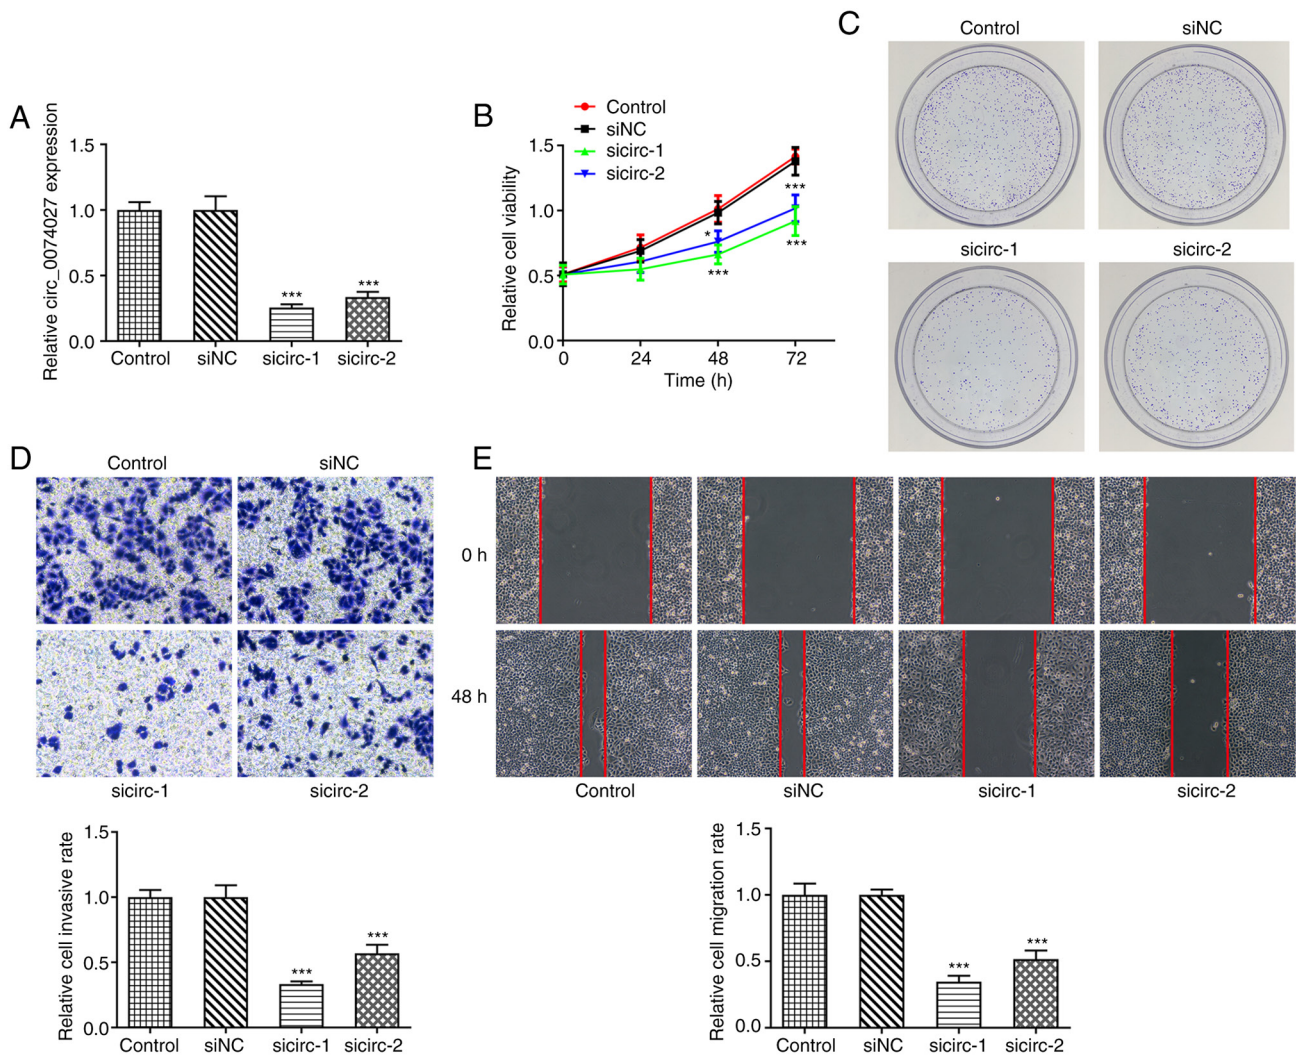 A
Relative circ_0074027 expression
1.5
1.0
0.5
0.0
*** ***
Control siNC sicirc-1 sicirc-2
B
Control
siNC
sicirc-1
sicirc-2
Relative cell viability
1.5
1.0
0.5
0.0
***
*
***
***
0 24 48 72
Time (h)
C
Control siNC
sicirc-1 sicirc-2
D
Control siNC
sicirc-1 sicirc-2
Relative cell invasive rate
1.5
1.0
0.5
0.0
*** ***
Control siNC sicirc-1 sicirc-2
E
0 h
48 h
Control siNC sicirc-1 sicirc-2
Relative cell migration rate
1.5
1.0
0.5
0.0
*** ***
Control siNC sicirc-1 sicirc-2